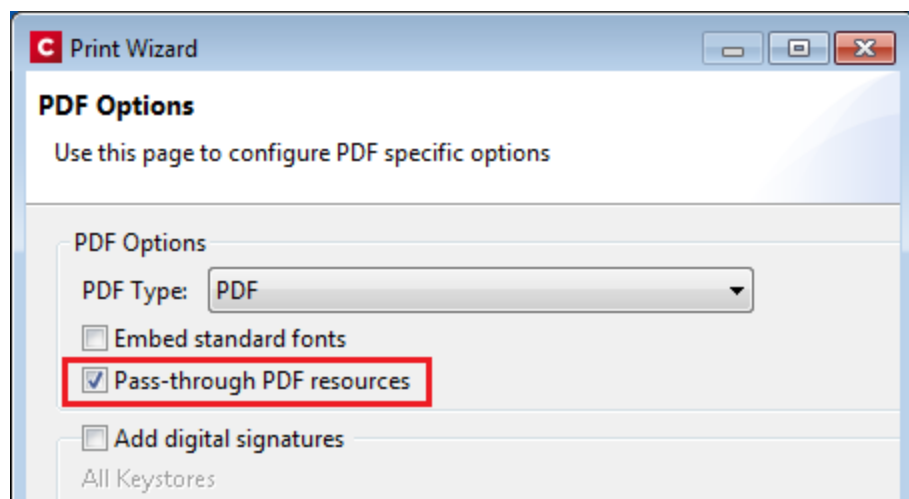 C Print Wizard
PDF Options
Use this page to configure PDF specific options
PDF Options
PDF Type: PDF
Embed standard fonts
Pass-through PDF resources
Add digital signatures
All Keystores